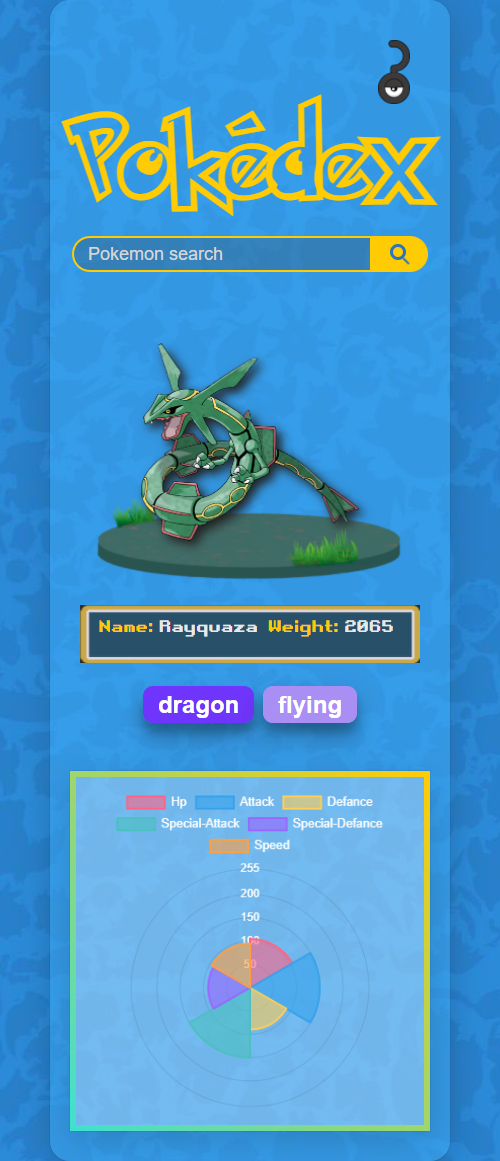 Pokédex
Pokemon search
Name: Rayquaza Weight: 2065
dragon flying
Hp Attack Defance
Special-Attack Special-Defance
Speed
255
200
150
100
50